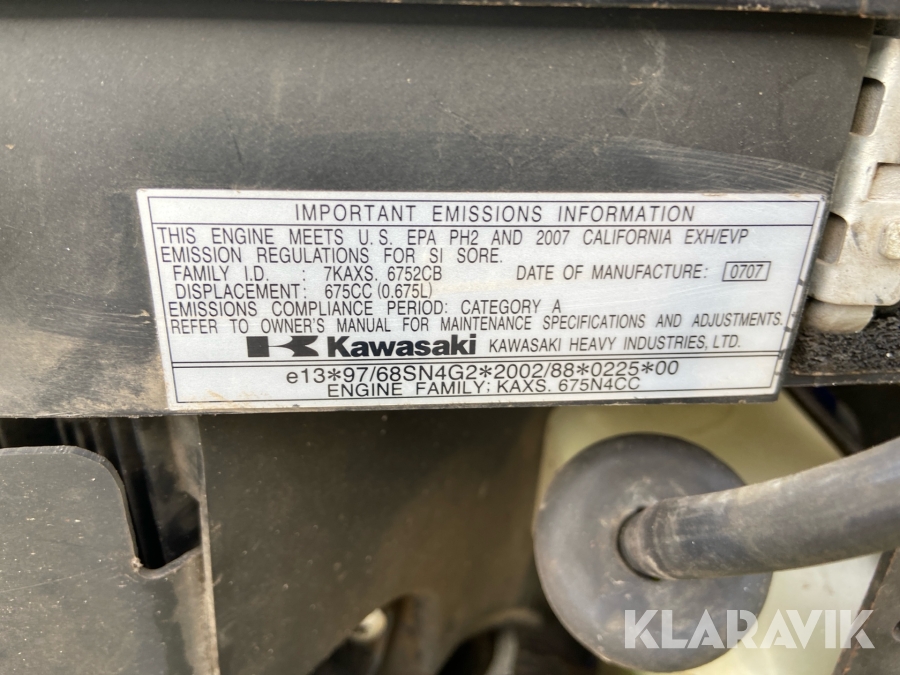 IMPORTANT EMISSIONS INFORMATION
THIS ENGINE MEETS U.S. EPA PH2 AND 2007 CALIFORNIA EXH/EVP
EMISSION REGULATIONS FOR SI SORE.
FAMILY I.D. : 7KAXS. 6752CB DATE OF MANUFACTURE: 0707
DISPLACEMENT: 675CC (0.675L)
EMISSIONS COMPLIANCE PERIOD: CATEGORY A
REFER TO OWNER'S MANUAL FOR MAINTENANCE SPECIFICATIONS AND ADJUSTMENTS.
Kawasaki KAWASAKI HEAVY INDUSTRIES, LTD.
e13*97/68SN4G2*2002/88*0225*00
ENGINE FAMILY; KAXS. 675N4CC
KLARAVIK